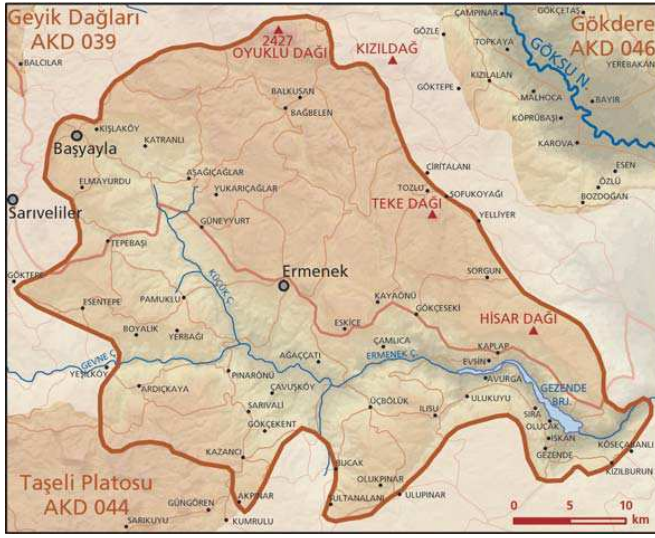 Geyik Dağları
AKD 039
Gökdere
AKD 046
Taşeli Platosu
AKD 044
2427
OYUKLU DAĞI
KIZILDAĞ
GÖZLE
ÇAMPINAR
GÖKÇETAŞ
TOPKAYA
YEREBAKAN
GÖKSU N.
BALCILAR
GÖKTEPE
KIZILALAN
MALHOCA
BAYIR
KÖPRÜBAŞI
KAROVA
BALKUSAN
BAĞBELEN
KIŞLAKÖY
Başyayla
KATRANLI
ESEN
ÖZLÜ
BOZDOĞAN
AŞAĞIÇAĞLAR
YUKARIÇAĞLAR
ELMAYURDU
Sarıveliler
ÇİRİTALANI
TOZLU
SOFUKOYAĞI
TEKE DAĞI
YELLİYER
GÜNEYYURT
TEPEBAŞI
GÖKTEPE
Ermenek
SORGUN
KÜÇÜK Ç.
PAMUKLU
ESENTEPE
KAYAÖNÜ
GÖKÇESEKİ
BOYALIK
YERBAĞI
ESKİCE
HİSAR DAĞI
ÇAMLICA
KAPLAP
GEVNE Ç.
YEŞİLKÖY
AĞAÇÇATI
ERMENEK Ç.
EVSİN
PINARÖNÜ
ARDIÇKAYA
ÇAVUŞKÖY
AVURGA
GEZENDE
BRJ.
SARIVALİ
ÜÇBÖLÜK
ILISU
ULUKUYU
SIRA
OLUCAK
GÖKÇEKENT
İSKAN
GEZENDE
KÖSEÇABANLI
KAZANCI
BUCAK
KIZILBURUN
OLUKPINAR
ULUPINAR
AKPINAR
SULTANALANI
GÜNGÖREN
KUMRULU
SARIKUYU
0 5 10
km